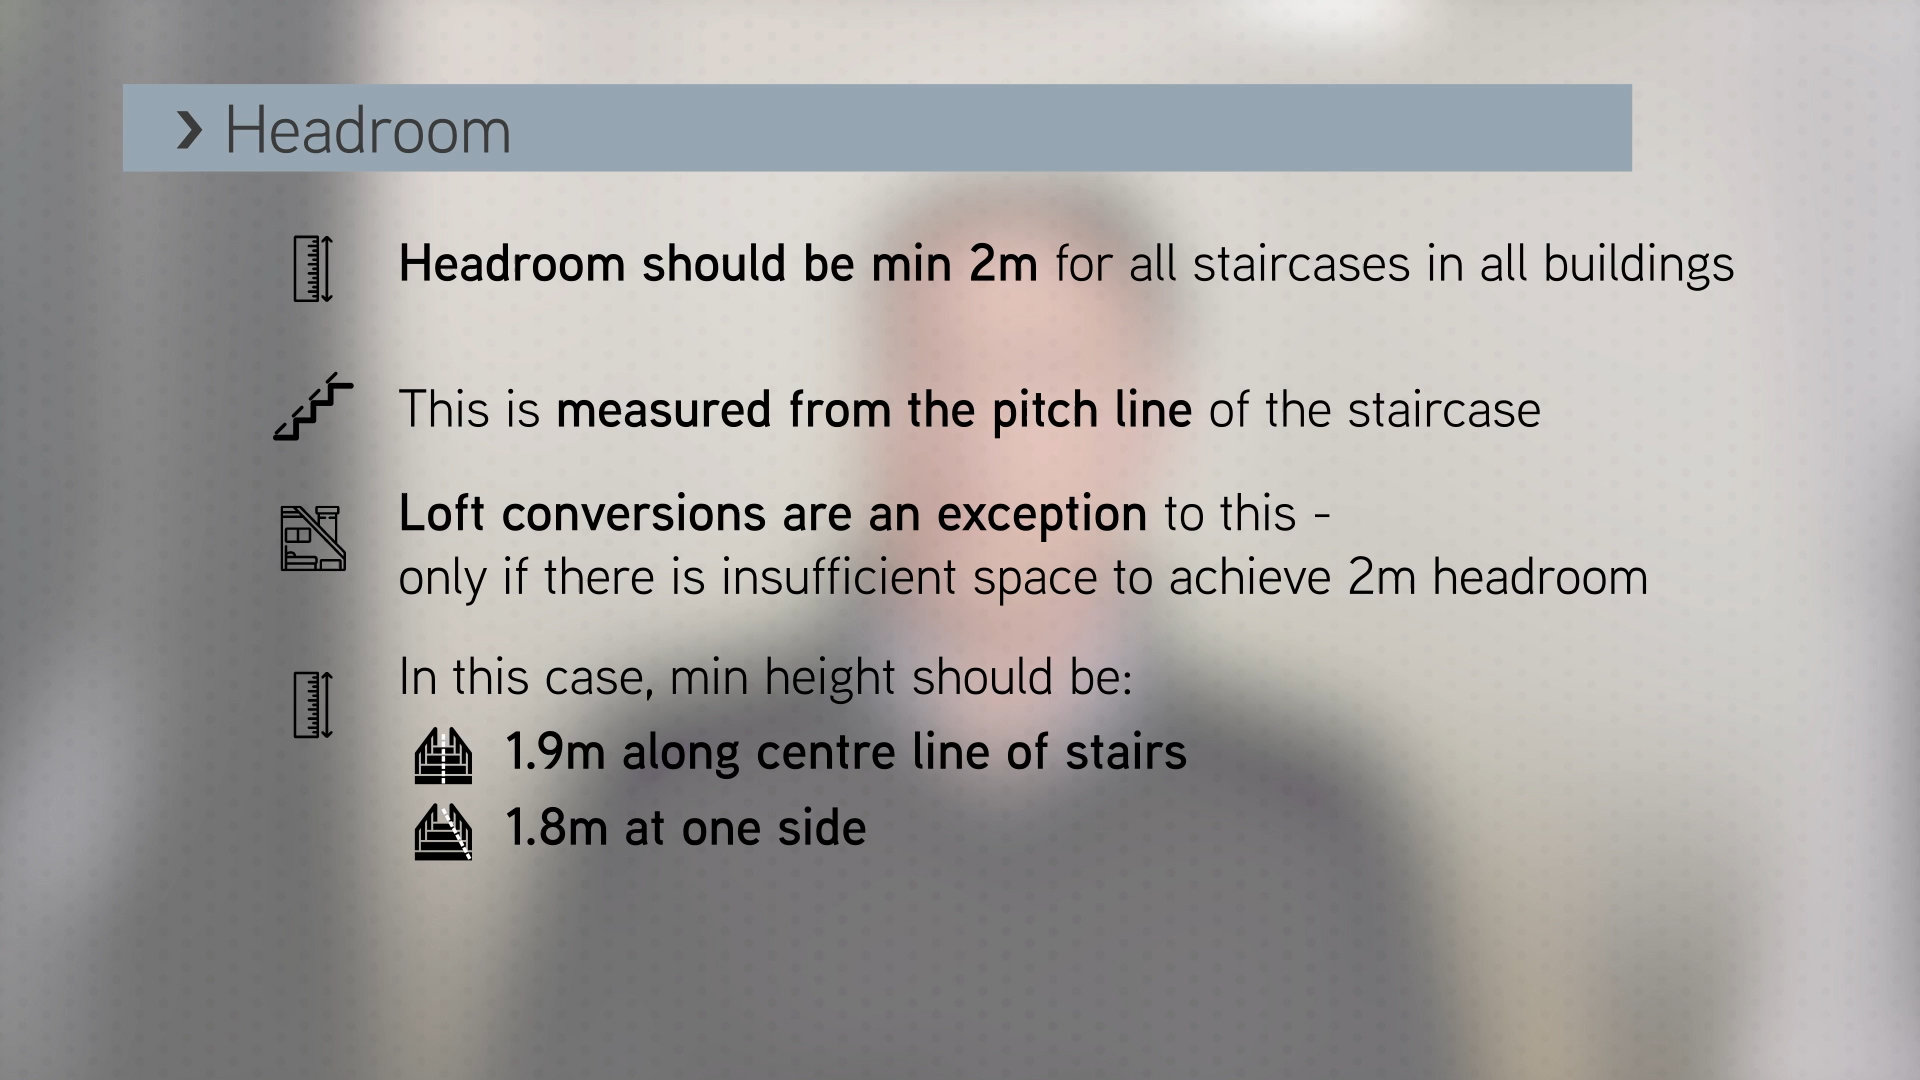 Headroom
Headroom should be min 2m for all staircases in all buildings
This is measured from the pitch line of the staircase
Loft conversions are an exception to this -
only if there is insufficient space to achieve 2m headroom
In this case, min height should be:
1.9m along centre line of stairs
1.8m at one side